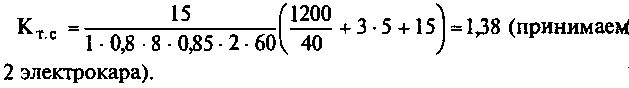 К т.с = 15 / (1 · 0,8 · 8 · 0,85 · 2 · 60) (1200 / 40 + 3 · 5 + 15) = 1,38 (принимаем
2 электрокара).